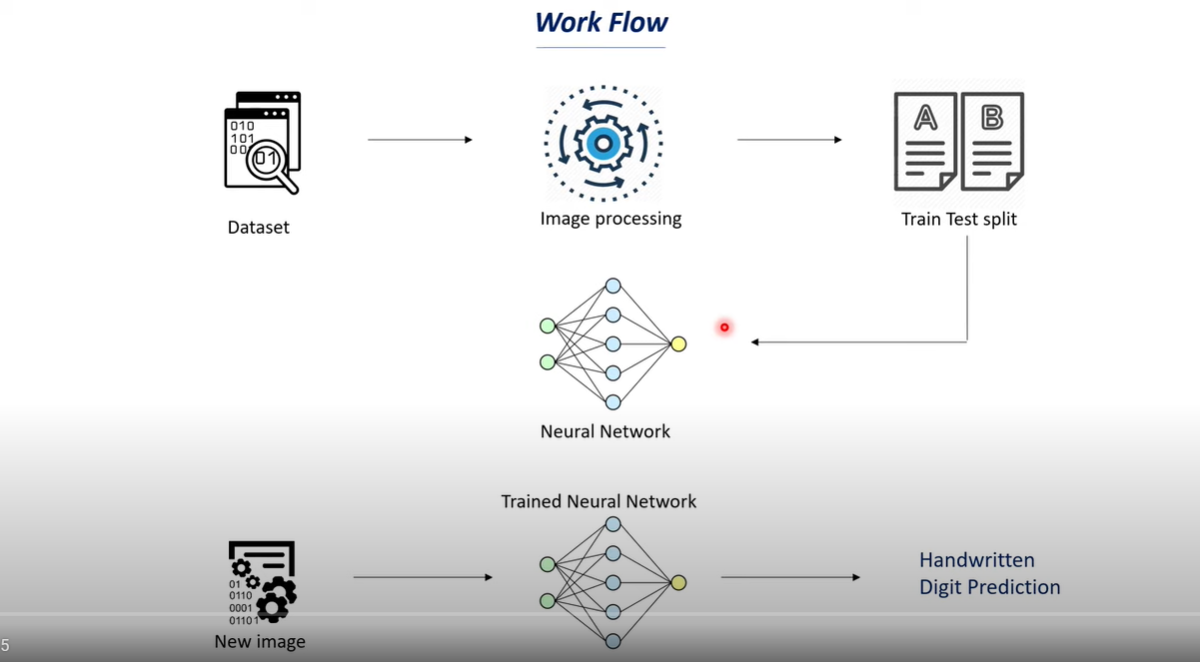 Work Flow
010
101
00
01
A
B
Dataset
Image processing
Train Test split
Neural Network
Trained Neural Network
01
0110
0001
01101
Handwritten
Digit Prediction
New image
5